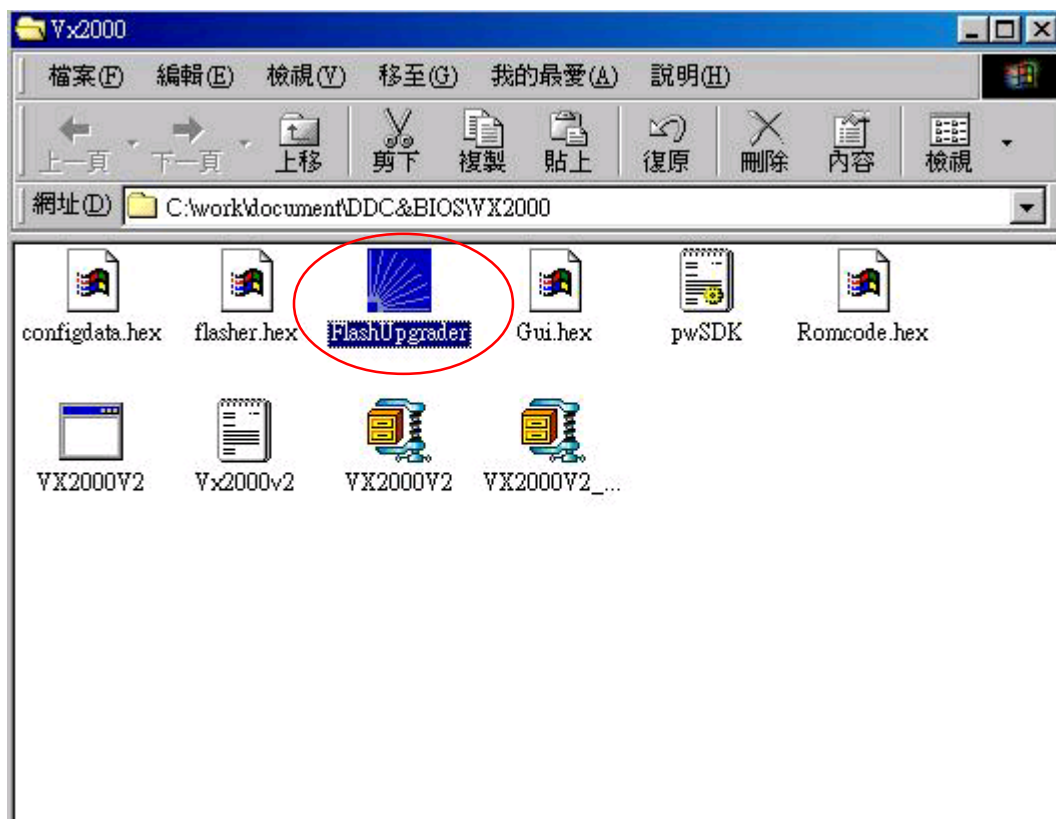 Vx2000
檔案(F) 編輯(E) 檢視(V) 移至(G) 我的最愛(A) 說明(H)
上一頁 下一頁 上移 剪下 複製 貼上 復原 刪除 內容 檢視
網址(D) C:\work\document\DDC&BIOS\VX2000
configdata.hex flasher.hex FlashUpgrader Gui.hex pwSDK Romcode.hex
VX2000V2 Vx2000v2 VX2000V2 VX2000V2_...